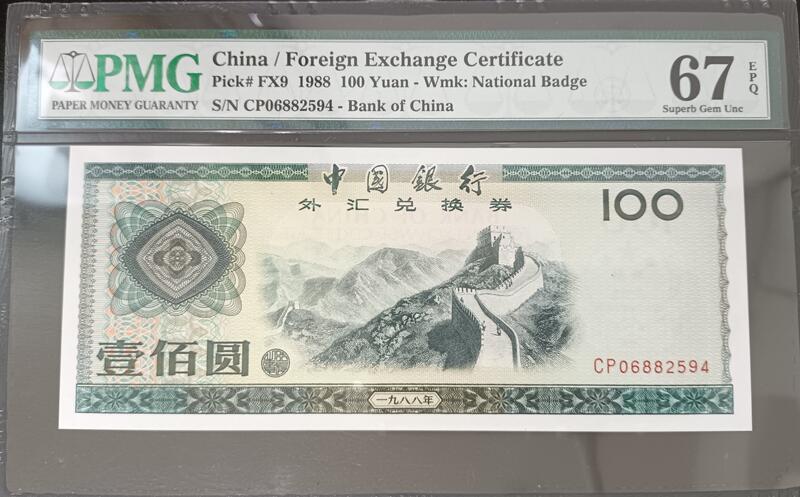 PMG
PAPER MONEY GUARANTY
China / Foreign Exchange Certificate
Pick# FX9 1988 100 Yuan - Wmk: National Badge
S/N CP06882594 - Bank of China
67
EPQ
Superb Gem Unc
中國銀行
外汇兑换券
100
壹佰圆
CP06882594
一九八八年